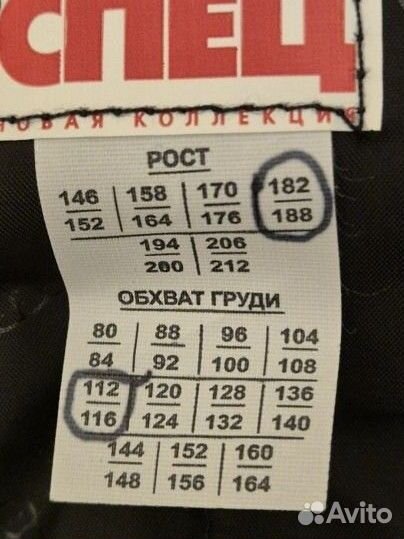 СПЕЦ
НОВАЯ КОЛЛЕКЦИЯ
РОСТ
146 158 170 182
152 164 176 188
194 206
200 212
ОБХВАТ ГРУДИ
80 88 96 104
84 92 100 108
112 120 128 136
116 124 132 140
144 152 160
148 156 164
Avito